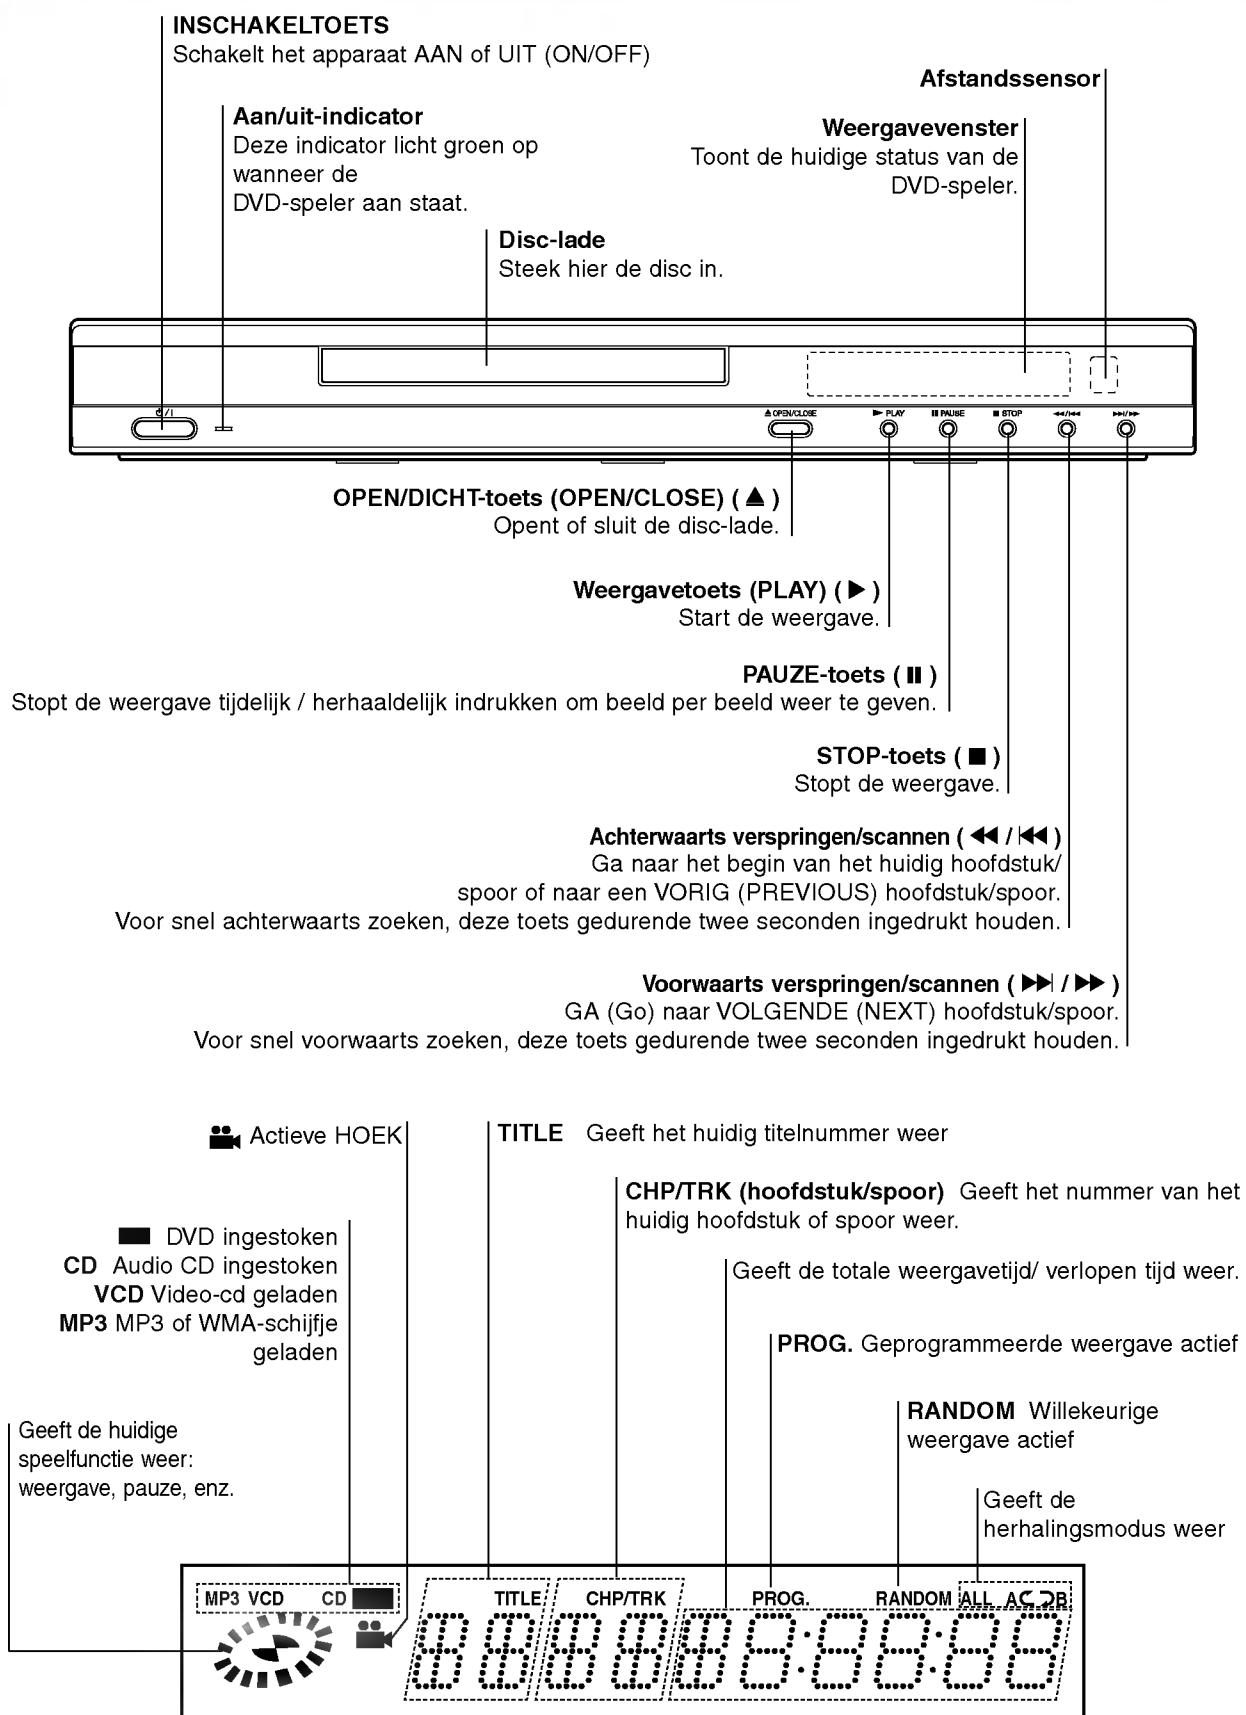 INSCHAKELTOETS
Schakelt het apparaat AAN of UIT (ON/OFF)
Afstandssensor
Aan/uit-indicator
Deze indicator licht groen op
wanneer de
DVD-speler aan staat.
Weergavevenster
Toont de huidige status van de
DVD-speler.
Disc-lade
Steek hier de disc in.
⏻/I
▲ OPEN/CLOSE ► PLAY II PAUSE ■ STOP ◄◄/|◄◄ ►►|/►►
OPEN/DICHT-toets (OPEN/CLOSE) ( ▲ )
Opent of sluit de disc-lade.
Weergavetoets (PLAY) ( ► )
Start de weergave.
PAUZE-toets ( II )
Stopt de weergave tijdelijk / herhaaldelijk indrukken om beeld per beeld weer te geven.
STOP-toets ( ■ )
Stopt de weergave.
Achterwaarts verspringen/scannen ( ◄◄ / |◄◄ )
Ga naar het begin van het huidig hoofdstuk/
spoor of naar een VORIG (PREVIOUS) hoofdstuk/spoor.
Voor snel achterwaarts zoeken, deze toets gedurende twee seconden ingedrukt houden.
Voorwaarts verspringen/scannen ( ►►| / ►► )
GA (Go) naar VOLGENDE (NEXT) hoofdstuk/spoor.
Voor snel voorwaarts zoeken, deze toets gedurende twee seconden ingedrukt houden.
Actieve HOEK
TITLE Geeft het huidig titelnummer weer
CHP/TRK (hoofdstuk/spoor) Geeft het nummer van het
huidig hoofdstuk of spoor weer.
DVD ingestoken
CD Audio CD ingestoken
VCD Video-cd geladen
MP3 MP3 of WMA-schijfje
geladen
Geeft de totale weergavetijd/ verlopen tijd weer.
PROG. Geprogrammeerde weergave actief
RANDOM Willekeurige
weergave actief
Geeft de huidige
speelfunctie weer:
weergave, pauze, enz.
Geeft de
herhalingsmodus weer
MP3 VCD CD TITLE CHP/TRK PROG. RANDOM ALL A B